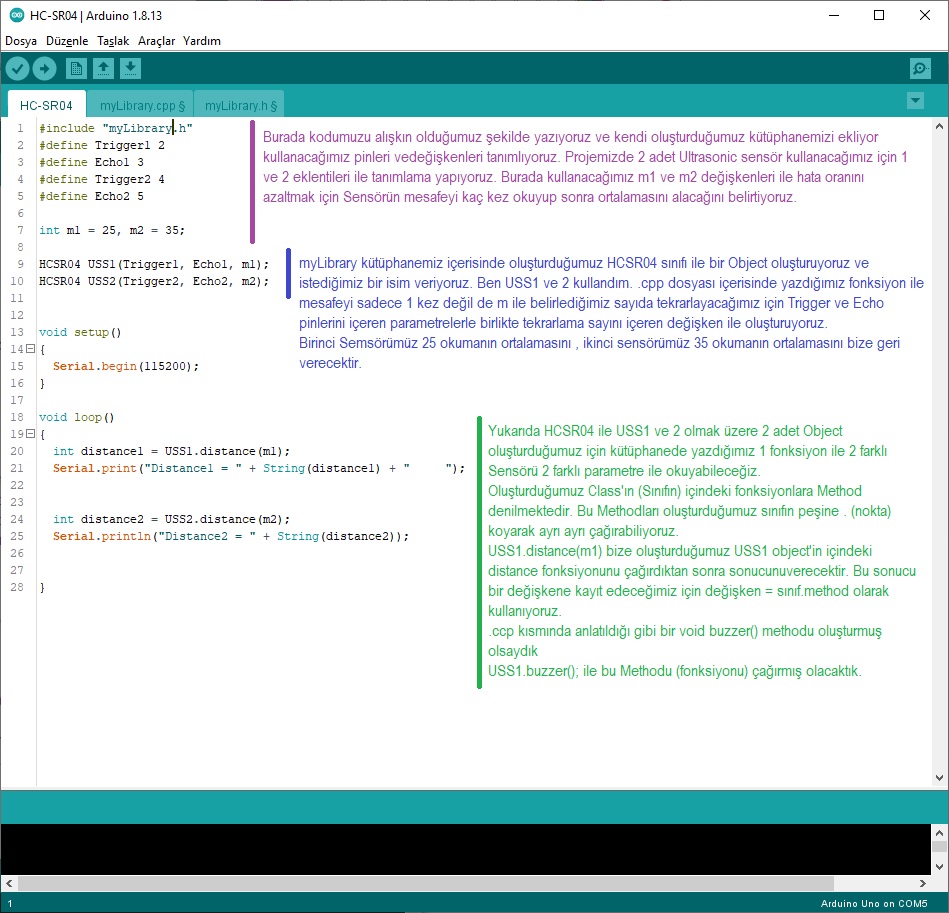 HC-SR04 | Arduino 1.8.13
Dosya Düzenle Taslak Araçlar Yardım
HC-SR04 myLibrary.cpp § myLibrary.h §
1 #include "myLibrary.h"
2 #define Trigger1 2
3 #define Echo1 3
4 #define Trigger2 4
5 #define Echo2 5
6
7 int m1 = 25, m2 = 35;
8
9 HCSR04 USS1(Trigger1, Echo1, m1);
10 HCSR04 USS2(Trigger2, Echo2, m2);
11
12
13 void setup()
14 {
15 Serial.begin(115200);
16 }
17
18 void loop()
19 {
20 int distance1 = USS1.distance(m1);
21 Serial.print("Distance1 = " + String(distance1) + "     ");
22
23
24 int distance2 = USS2.distance(m2);
25 Serial.println("Distance2 = " + String(distance2));
26
27
28 }
Burada kodumuzu alışkın olduğumuz şekilde yazıyoruz ve kendi oluşturduğumuz kütüphanemizi ekliyor
kullanacağımız pinleri vedeğişkenleri tanımlıyoruz. Projemizde 2 adet Ultrasonic sensör kullanacağımız için 1
ve 2 eklentileri ile tanımlama yapıyoruz. Burada kullanacağımız m1 ve m2 değişkenleri ile hata oranını
azaltmak için Sensörün mesafeyi kaç kez okuyup sonra ortalamasını alacağını belirtiyoruz.
myLibrary kütüphanemiz içerisinde oluşturduğumuz HCSR04 sınıfı ile bir Object oluşturuyoruz ve
istediğimiz bir isim veriyoruz. Ben USS1 ve 2 kullandım. .cpp dosyası içerisinde yazdığımız fonksiyon ile
mesafeyi sadece 1 kez değil de m ile belirlediğimiz sayıda tekrarlayacağımız için Trigger ve Echo
pinlerini içeren parametrelerle birlikte tekrarlama sayını içeren değişken ile oluşturuyoruz.
Birinci Semsörümüz 25 okumanın ortalamasını , ikinci sensörümüz 35 okumanın ortalamasını bize geri
verecektir.
Yukarıda HCSR04 ile USS1 ve 2 olmak üzere 2 adet Object
oluşturduğumuz için kütüphanede yazdığımız 1 fonksiyon ile 2 farklı
Sensörü 2 farklı parametre ile okuyabileceğiz.
Oluşturduğumuz Class'ın (Sınıfın) içindeki fonksiyonlara Method
denilmektedir. Bu Methodları oluşturduğumuz sınıfın peşine . (nokta)
koyarak ayrı ayrı çağırabiliyoruz.
USS1.distance(m1) bize oluşturduğumuz USS1 object'in içindeki
distance fonksiyonunu çağırdıktan sonra sonucunuverecektir. Bu sonucu
bir değişkene kayıt edeceğimiz için değişken = sınıf.method olarak
kullanıyoruz.
.ccp kısmında anlatıldığı gibi bir void buzzer() methodu oluşturmuş
olsaydık
USS1.buzzer(); ile bu Methodu (fonksiyonu) çağırmış olacaktık.
1 Arduino Uno on COM5